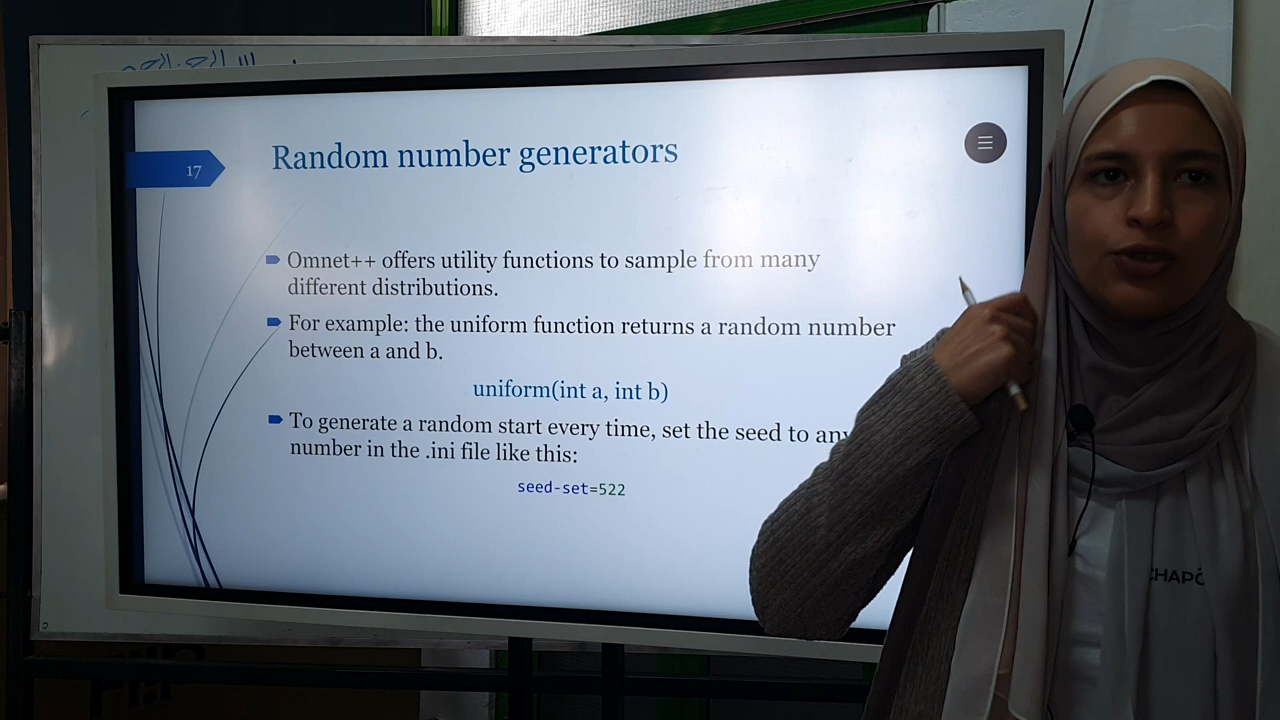 17
Random number generators
Omnet++ offers utility functions to sample from many
different distributions.
For example: the uniform function returns a random number
between a and b.
uniform(int a, int b)
To generate a random start every time, set the seed to any
number in the .ini file like this:
seed-set=522